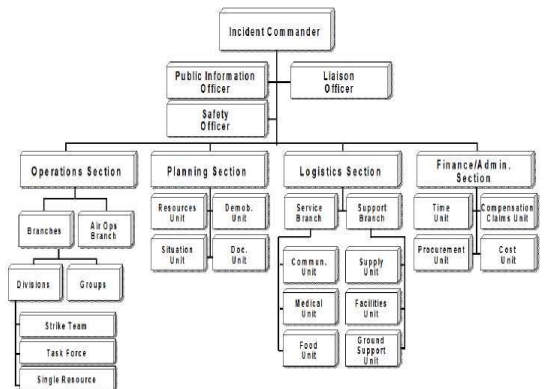 Incident Commander
Public Information
Officer
Liaison
Officer
Safety
Officer
Operations Section
Planning Section
Logistics Section
Finance/Admin.
Section
Branches
Air Ops
Branch
Divisions
Groups
Strike Team
Task Force
Single Resource
Resources
Unit
Demob.
Unit
Situation
Unit
Doc.
Unit
Service
Branch
Support
Branch
Commun.
Unit
Supply
Unit
Medical
Unit
Facilities
Unit
Food
Unit
Ground
Support
Unit
Time
Unit
Compensation
Claims Unit
Procurement
Unit
Cost
Unit